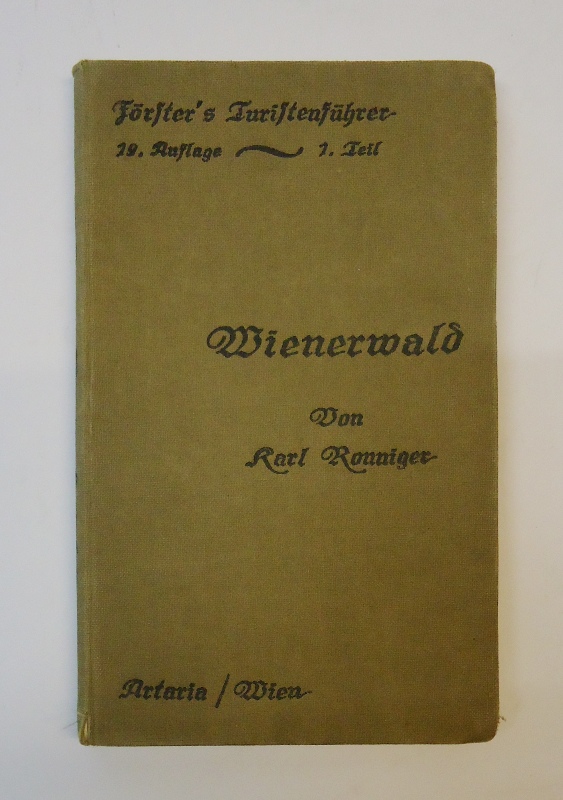 Förster's Turistenführer
19. Auflage 1. Teil
Wienerwald
Von
Karl Ronniger
Artaria / Wien